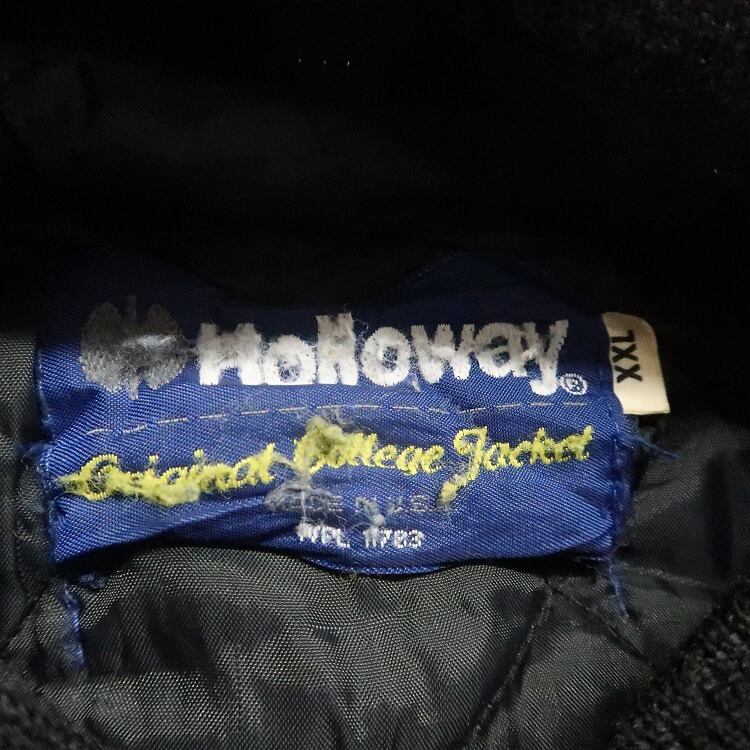 Holloway®
XXL
Original College Jacket
MADE IN U.S.A.
WPL 11783